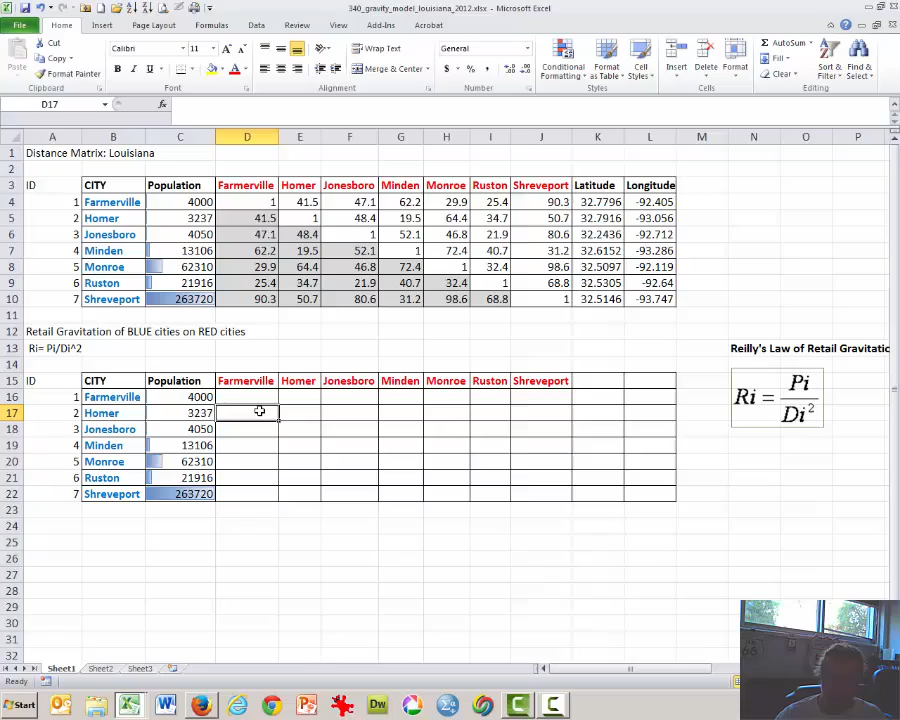 340_gravity_model_louisiana_2012.xlsx - Microsoft Excel
File Home Insert Page Layout Formulas Data Review View Add-Ins Acrobat
Cut
Copy
Format Painter
Paste
Clipboard
Calibri 11
B I U
Font
Wrap Text
Merge & Center
Alignment
General
$ % ,
Number
Conditional Formatting
Format as Table
Cell Styles
Styles
Insert Delete Format
Cells
AutoSum
Fill
Clear
Sort & Filter
Find & Select
Editing
D17 fx
A B C D E F G H I J K L M N O P
1 Distance Matrix: Louisiana
2
3 ID CITY Population Farmerville Homer Jonesboro Minden Monroe Ruston Shreveport Latitude Longitude
4 1 Farmerville 4000 1 41.5 47.1 62.2 29.9 25.4 90.3 32.7796 -92.405
5 2 Homer 3237 41.5 1 48.4 19.5 64.4 34.7 50.7 32.7916 -93.056
6 3 Jonesboro 4050 47.1 48.4 1 52.1 46.8 21.9 80.6 32.2436 -92.712
7 4 Minden 13106 62.2 19.5 52.1 1 72.4 40.7 31.2 32.6152 -93.286
8 5 Monroe 62310 29.9 64.4 46.8 72.4 1 32.4 98.6 32.5097 -92.119
9 6 Ruston 21916 25.4 34.7 21.9 40.7 32.4 1 68.8 32.5305 -92.64
10 7 Shreveport 263720 90.3 50.7 80.6 31.2 98.6 68.8 1 32.5146 -93.747
11
12 Retail Gravitation of BLUE cities on RED cities
13 Ri= Pi/Di^2 Reilly's Law of Retail Gravitatio
14
15 ID CITY Population Farmerville Homer Jonesboro Minden Monroe Ruston Shreveport
16 1 Farmerville 4000
17 2 Homer 3237
18 3 Jonesboro 4050
19 4 Minden 13106
20 5 Monroe 62310
21 6 Ruston 21916
22 7 Shreveport 263720
Ri = Pi / Di²
23
24
25
26
27
28
29
30
31
32
Sheet1 Sheet2 Sheet3
Ready
Start